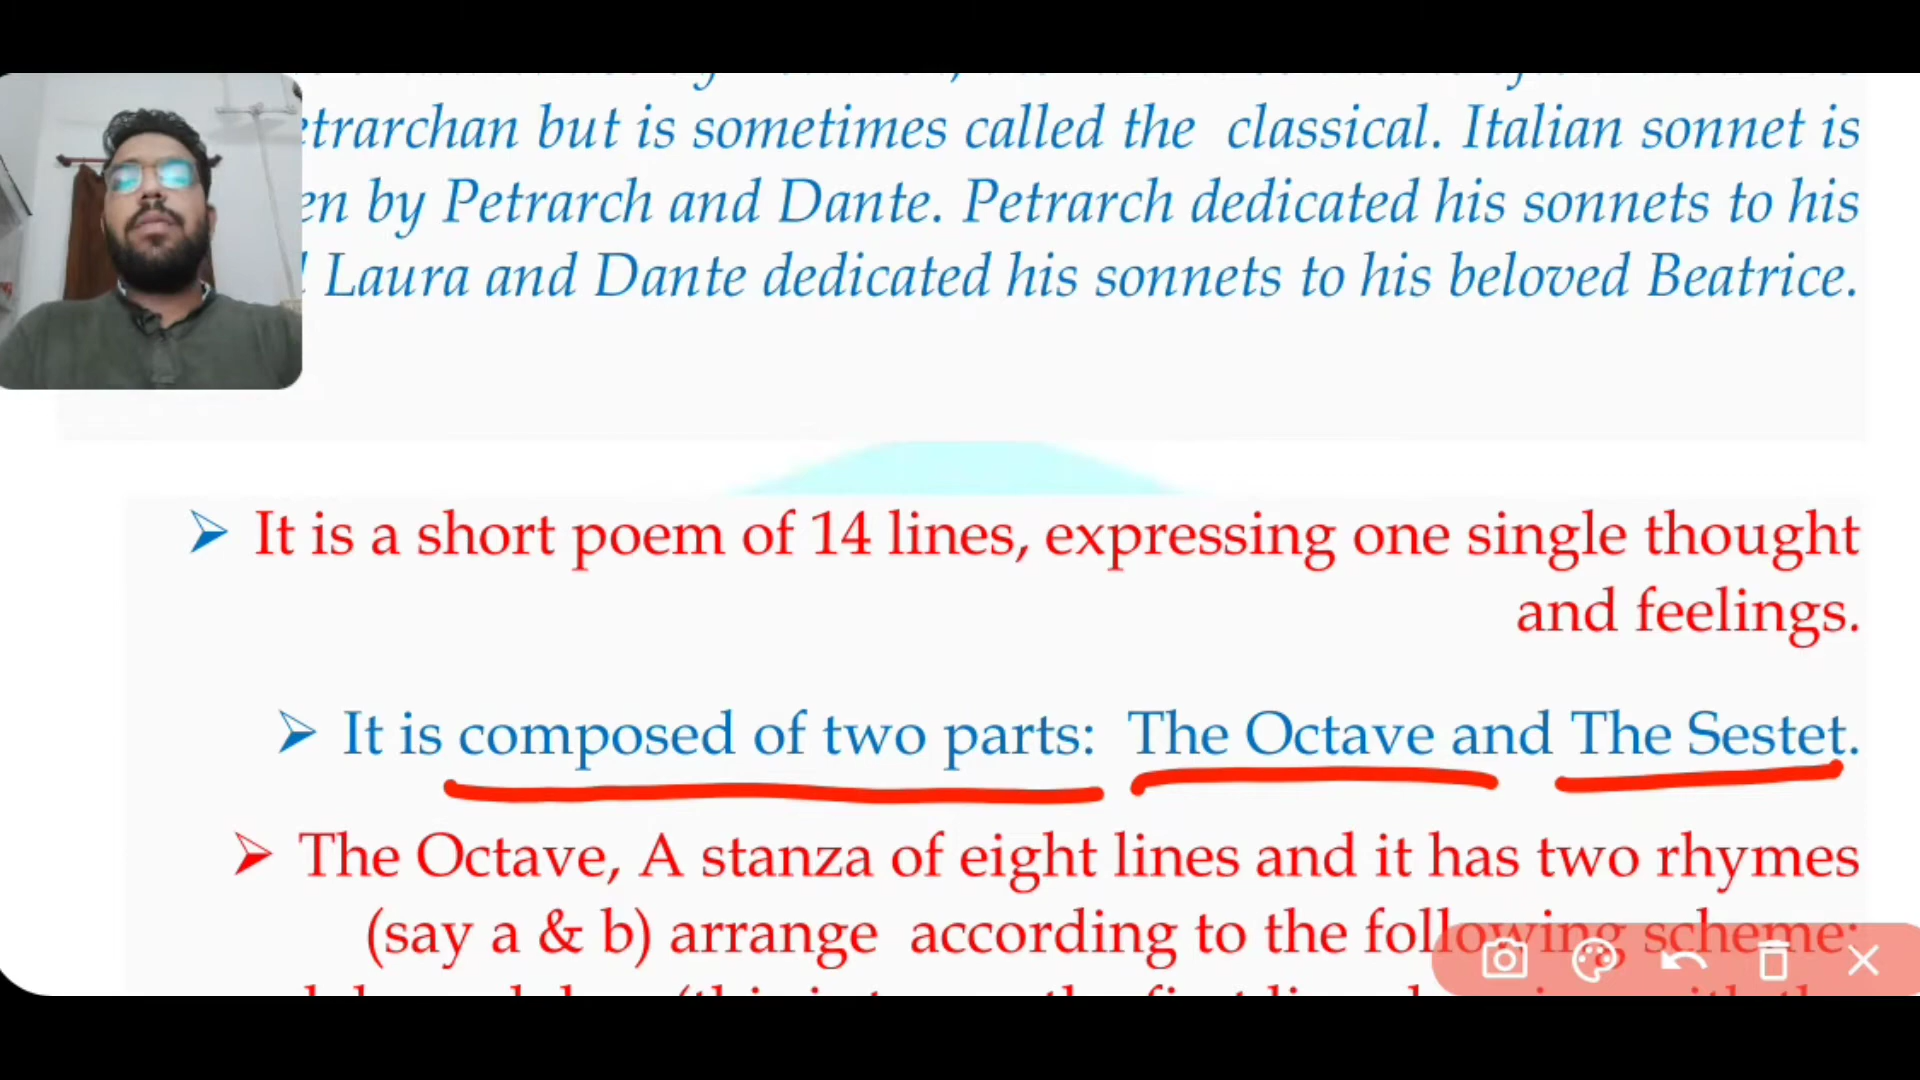 etrarchan but is sometimes called the classical. Italian sonnet is
en by Petrarch and Dante. Petrarch dedicated his sonnets to his
Laura and Dante dedicated his sonnets to his beloved Beatrice.
It is a short poem of 14 lines, expressing one single thought
and feelings.
It is composed of two parts: The Octave and The Sestet.
The Octave, A stanza of eight lines and it has two rhymes
(say a & b) arrange according to the following scheme: